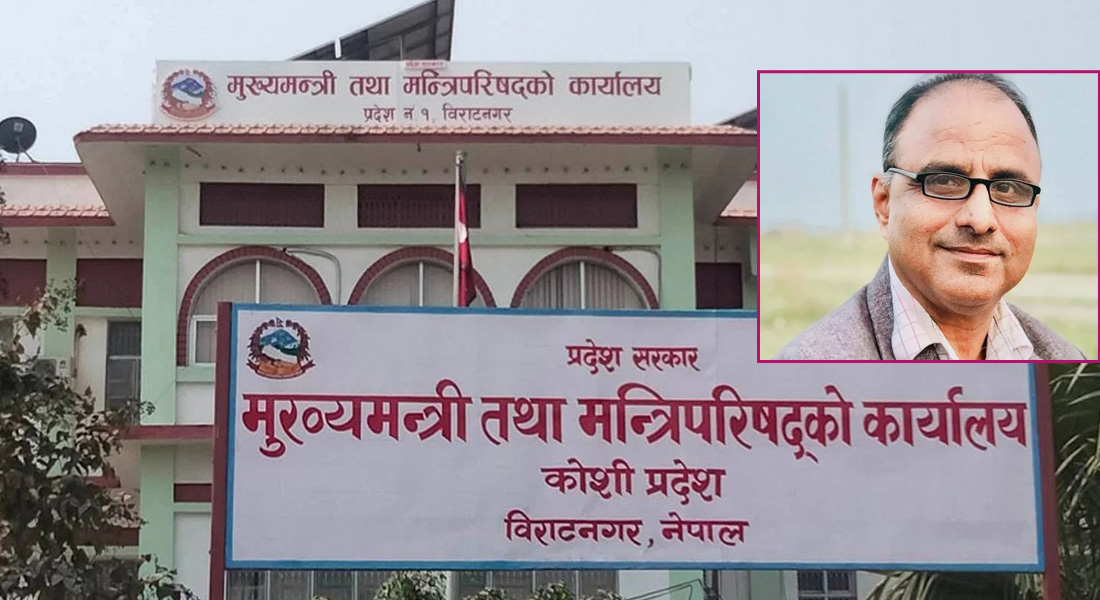 मुख्यमन्त्री तथा मन्त्रिपरिषद्को कार्यालय
प्रदेश नं १, विराटनगर
प्रदेश सरकार
मुख्यमन्त्री तथा मन्त्रिपरिषद्को कार्यालय
कोशी प्रदेश
विराटनगर, नेपाल